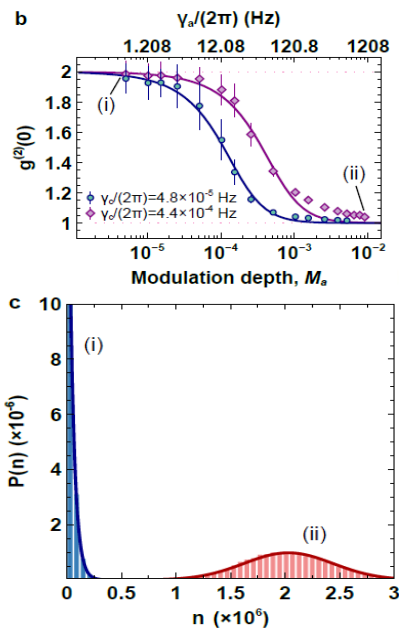 γₐ/(2π) (Hz)
b
1.208 12.08 120.8 1208
2
1.8
1.6
1.4
1.2
1
g⁽²⁾(0)
(i)
(ii)
γ꜀/(2π)=4.8×10⁻⁵ Hz
γ꜀/(2π)=4.4×10⁻⁴ Hz
10⁻⁵ 10⁻⁴ 10⁻³ 10⁻²
Modulation depth, Mₐ
c
10
8
6
4
2
P(n) (×10⁻⁶)
(i)
(ii)
0 0.5 1 1.5 2 2.5 3
n (×10⁶)